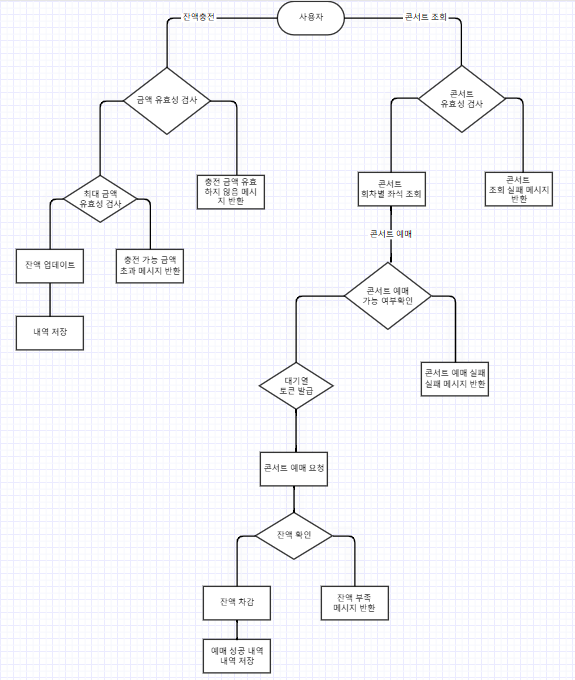 사용자
잔액충전
콘서트 조회
금액 유효성 검사
콘서트
유효성 검사
최대 금액
유효성 검사
충전 금액 유효
하지 않음 메시
지 반환
콘서트
회차별 좌석 조회
콘서트
조회 실패 메시지
반환
잔액 업데이트
충전 가능 금액
초과 메시지 반환
콘서트 예매
내역 저장
콘서트 예매
가능 여부확인
대기열
토큰 발급
콘서트 예매 실패
실패 메시지 반환
콘서트 예매 요청
잔액 확인
잔액 차감
잔액 부족
메시지 반환
예매 성공 내역
내역 저장